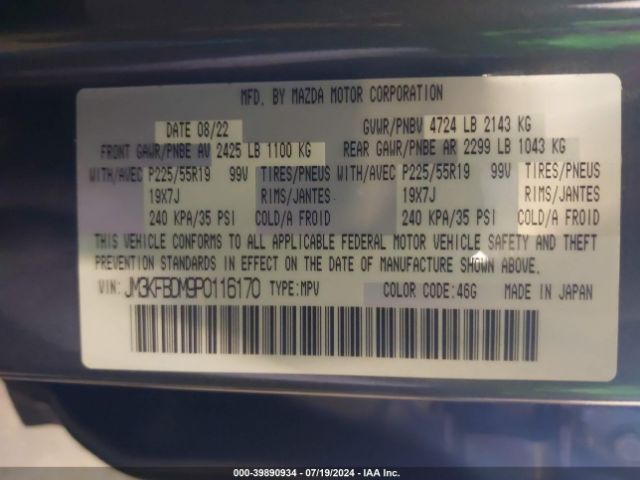 MFD. BY MAZDA MOTOR CORPORATION
DATE 08/22 GVWR/PNBV 4724 LB 2143 KG
FRONT GAWR/PNBE AV 2425 LB 1100 KG REAR GAWR/PNBE AR 2299 LB 1043 KG
WITH/AVEC P225/55R19 99V TIRES/PNEUS WITH/AVEC P225/55R19 99V TIRES/PNEUS
19X7J RIMS/JANTES 19X7J RIMS/JANTES
240 KPA/35 PSI COLD/A FROID 240 KPA/35 PSI COLD/A FROID
THIS VEHICLE CONFORMS TO ALL APPLICABLE FEDERAL MOTOR VEHICLE SAFETY AND THEFT
PREVENTION STANDARDS IN EFFECT ON THE DATE OF MANUFACTURE SHOWN ABOVE.
VIN: JM3KFBDM9P0116170 TYPE:MPV COLOR CODE:46G MADE IN JAPAN
000-39890934 - 07/19/2024 - IAA Inc.